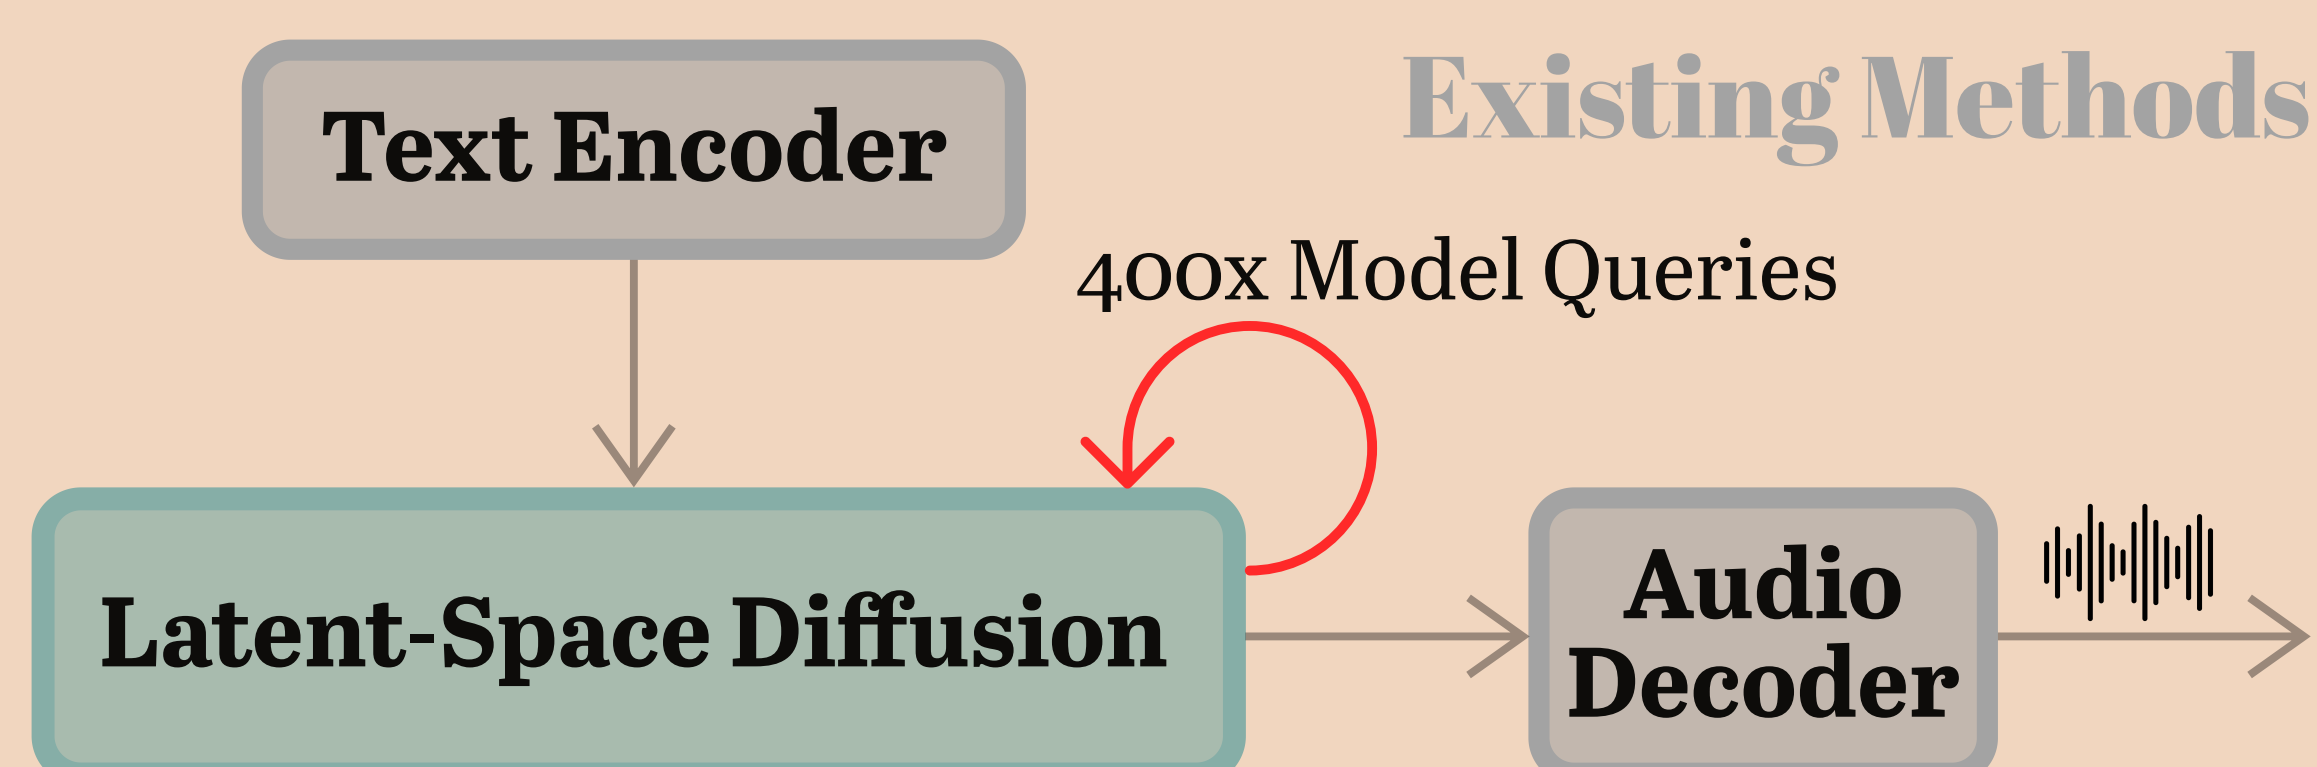 Existing Methods
Text Encoder
400x Model Queries
Latent-Space Diffusion
Audio
Decoder